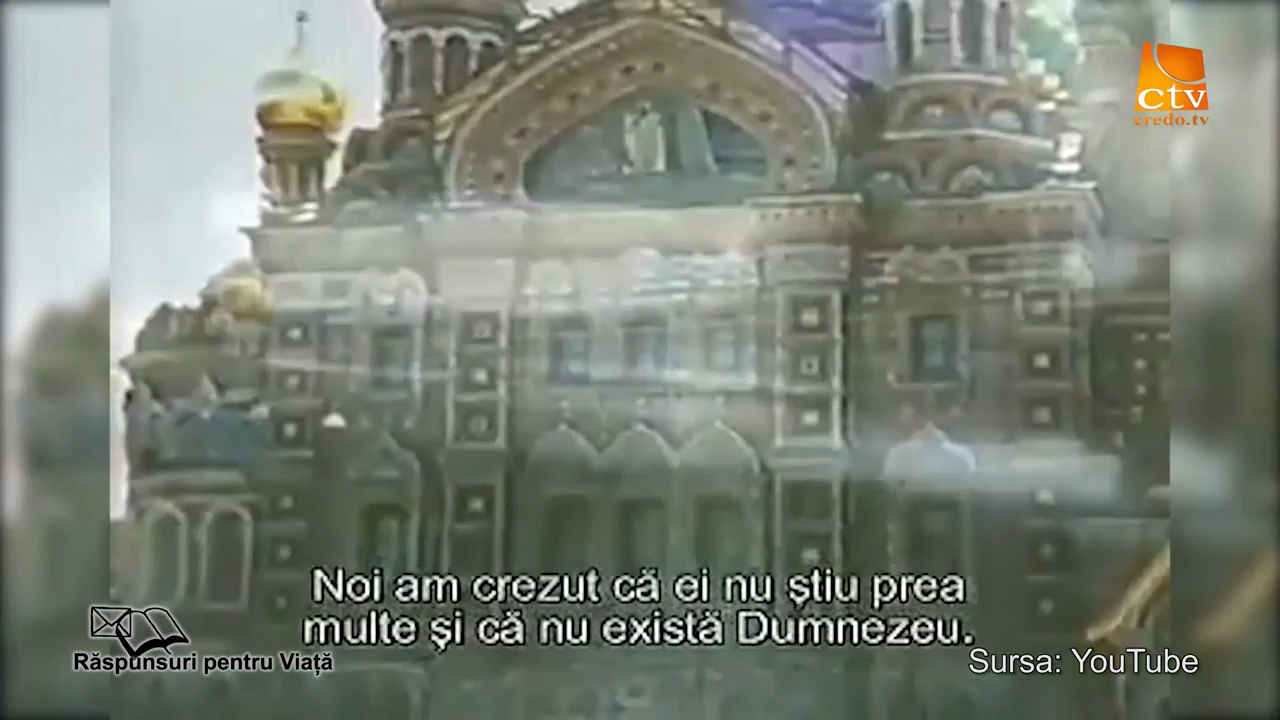 ctv
credo.tv
Noi am crezut că ei nu știu prea
multe și că nu există Dumnezeu.
Răspunsuri pentru Viață
Sursa: YouTube